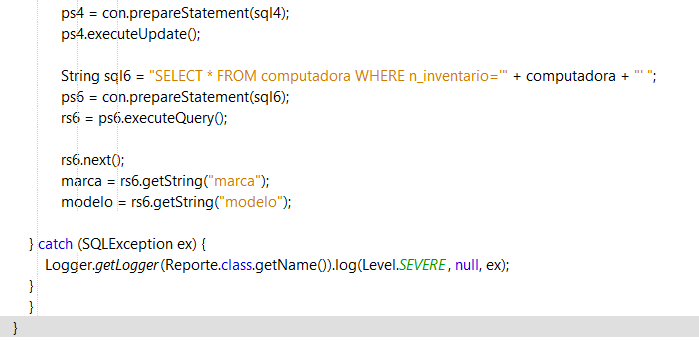 ps4 = con.prepareStatement(sql4);
ps4.executeUpdate();
String sql6 = "SELECT * FROM computadora WHERE n_inventario='" + computadora + "' ";
ps6 = con.prepareStatement(sql6);
rs6 = ps6.executeQuery();
rs6.next();
marca = rs6.getString("marca");
modelo = rs6.getString("modelo");
} catch (SQLException ex) {
Logger.getLogger(Reporte.class.getName()).log(Level.SEVERE, null, ex);
}
}
}